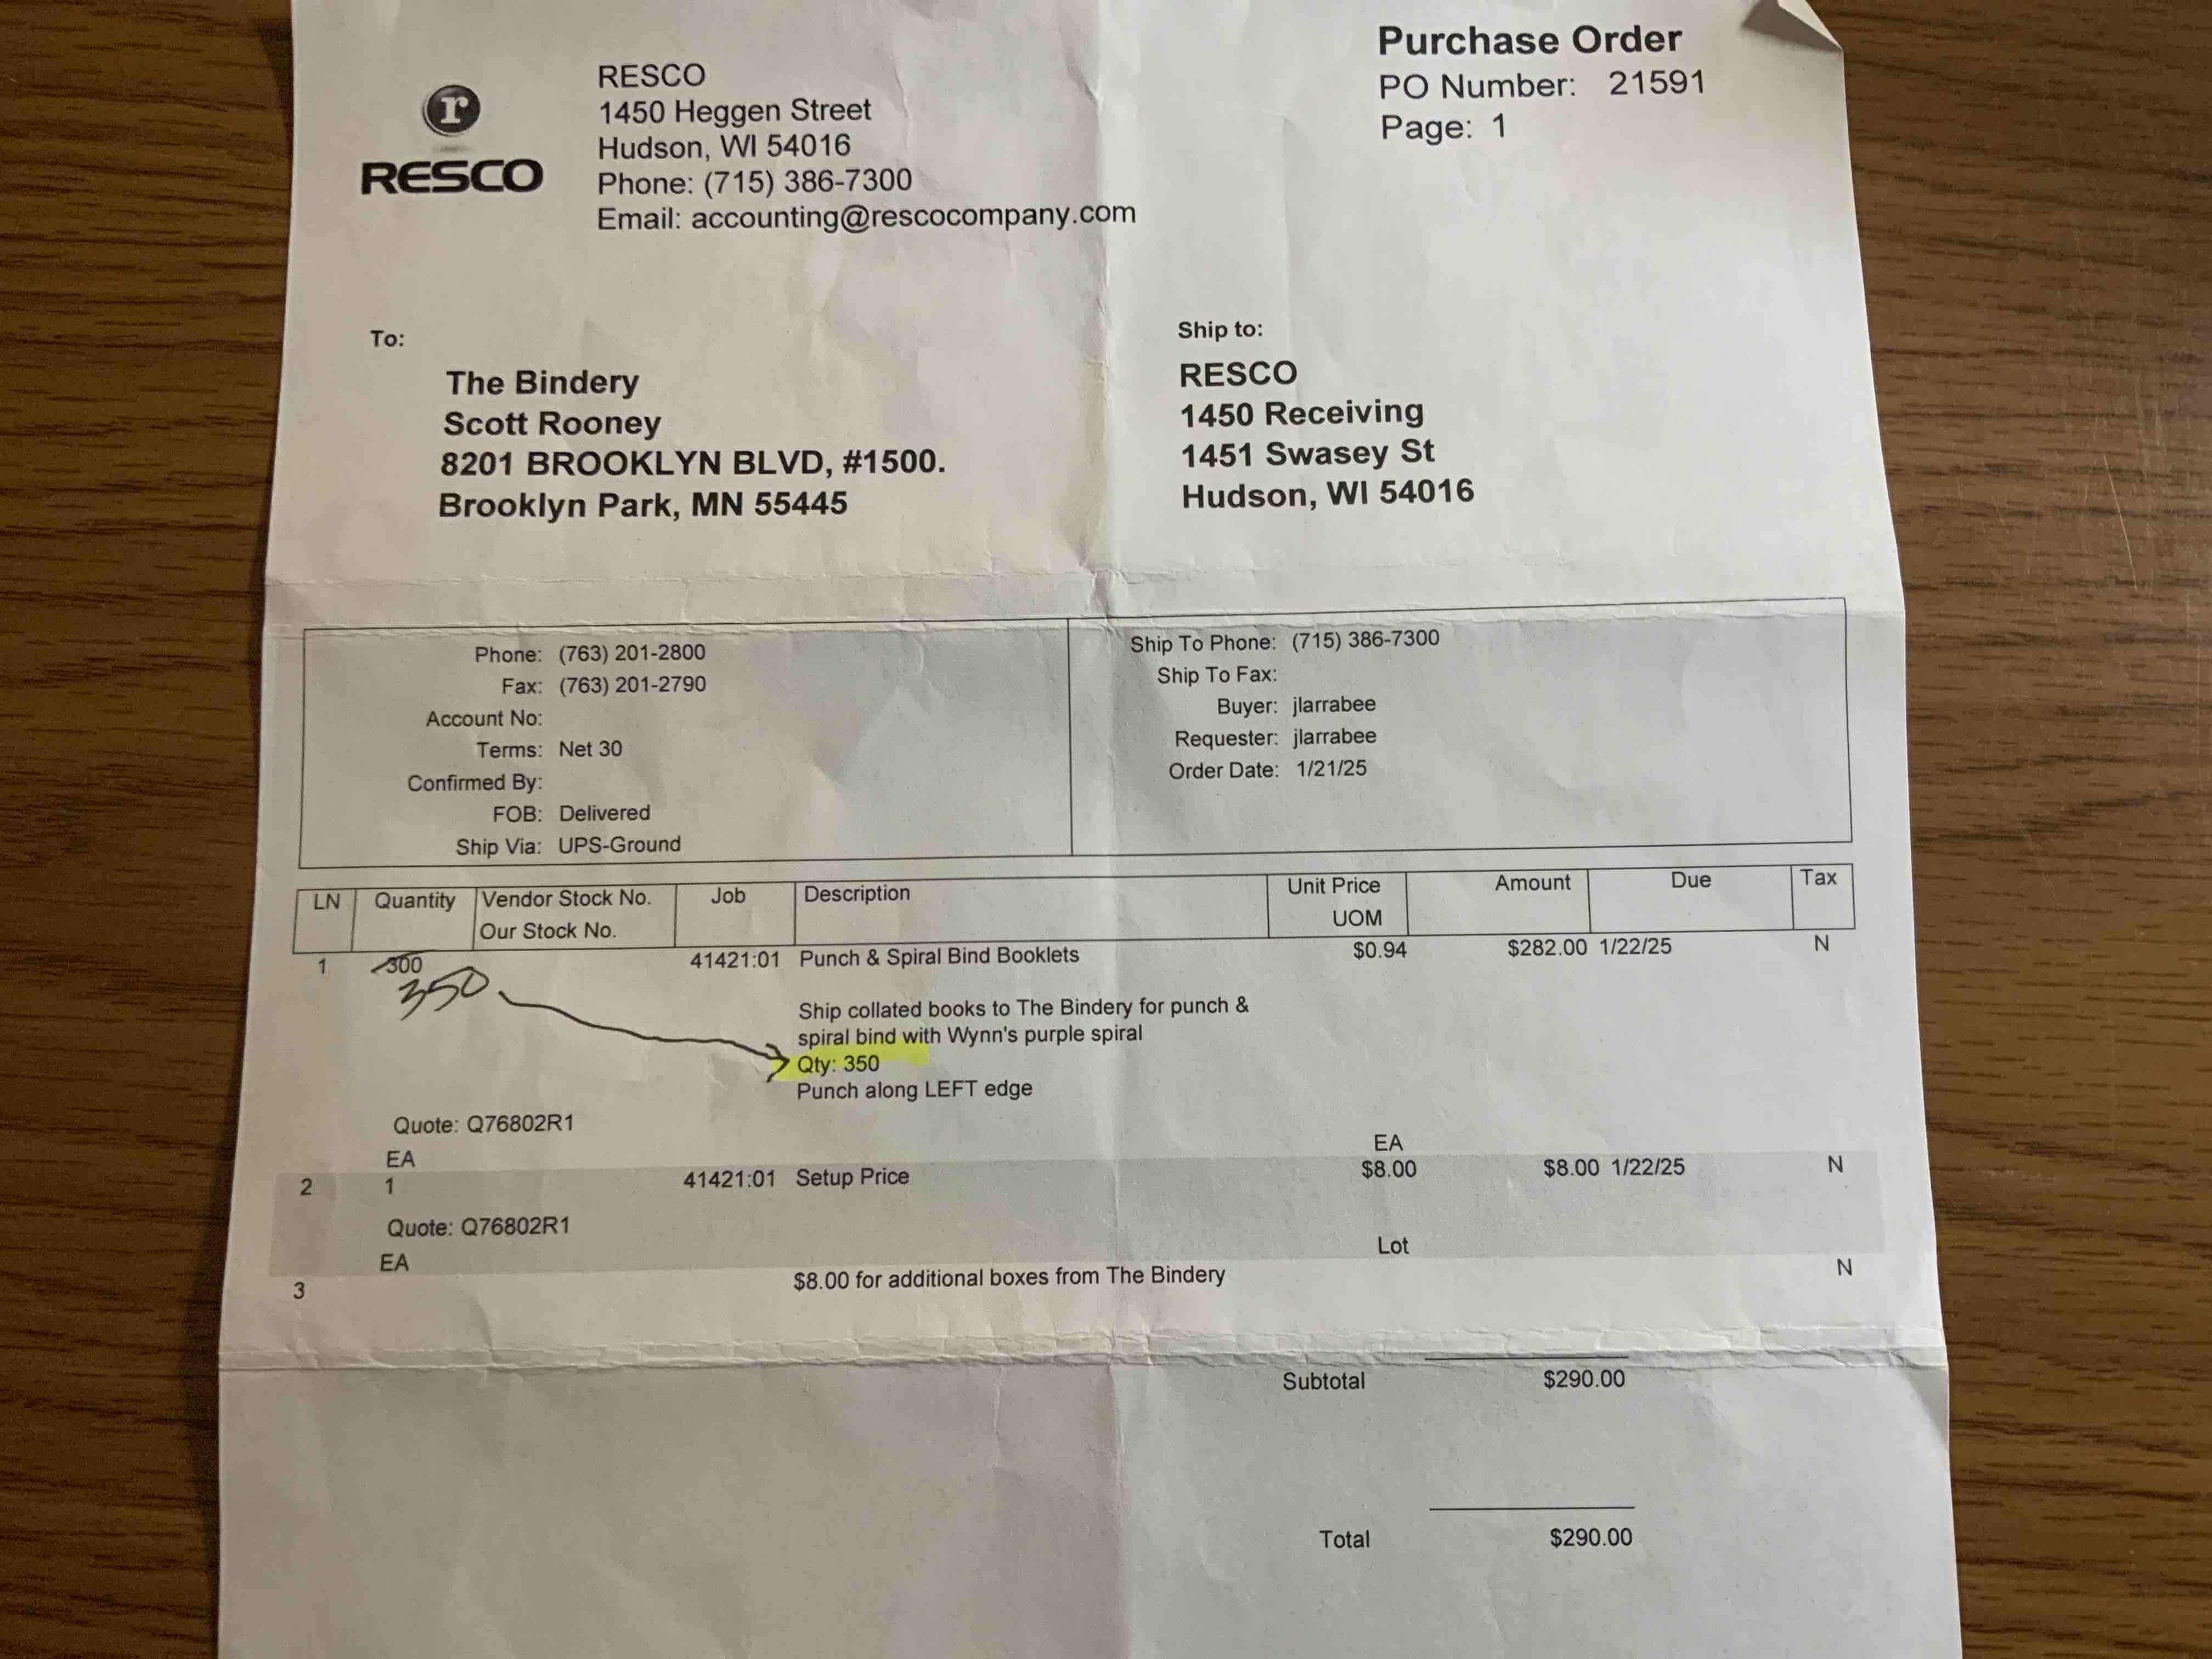 Purchase Order
PO Number: 21591
Page: 1
r
RESCO
RESCO
1450 Heggen Street
Hudson, WI 54016
Phone: (715) 386-7300
Email: accounting@rescocompany.com
To:
The Bindery
Scott Rooney
8201 BROOKLYN BLVD, #1500.
Brooklyn Park, MN 55445
Ship to:
RESCO
1450 Receiving
1451 Swasey St
Hudson, WI 54016
Phone: (763) 201-2800
Fax: (763) 201-2790
Account No:
Terms: Net 30
Confirmed By:
FOB: Delivered
Ship Via: UPS-Ground
Ship To Phone: (715) 386-7300
Ship To Fax:
Buyer: jlarrabee
Requester: jlarrabee
Order Date: 1/21/25
LN Quantity Vendor Stock No. Job Description Unit Price Amount Due Tax
Our Stock No. UOM
1 300 41421:01 Punch & Spiral Bind Booklets $0.94 $282.00 1/22/25 N
350
Ship collated books to The Bindery for punch &
spiral bind with Wynn's purple spiral
Qty: 350
Punch along LEFT edge
Quote: Q76802R1
EA EA
2 1 41421:01 Setup Price $8.00 $8.00 1/22/25 N
Quote: Q76802R1
EA Lot
3 $8.00 for additional boxes from The Bindery N
Subtotal $290.00
Total $290.00